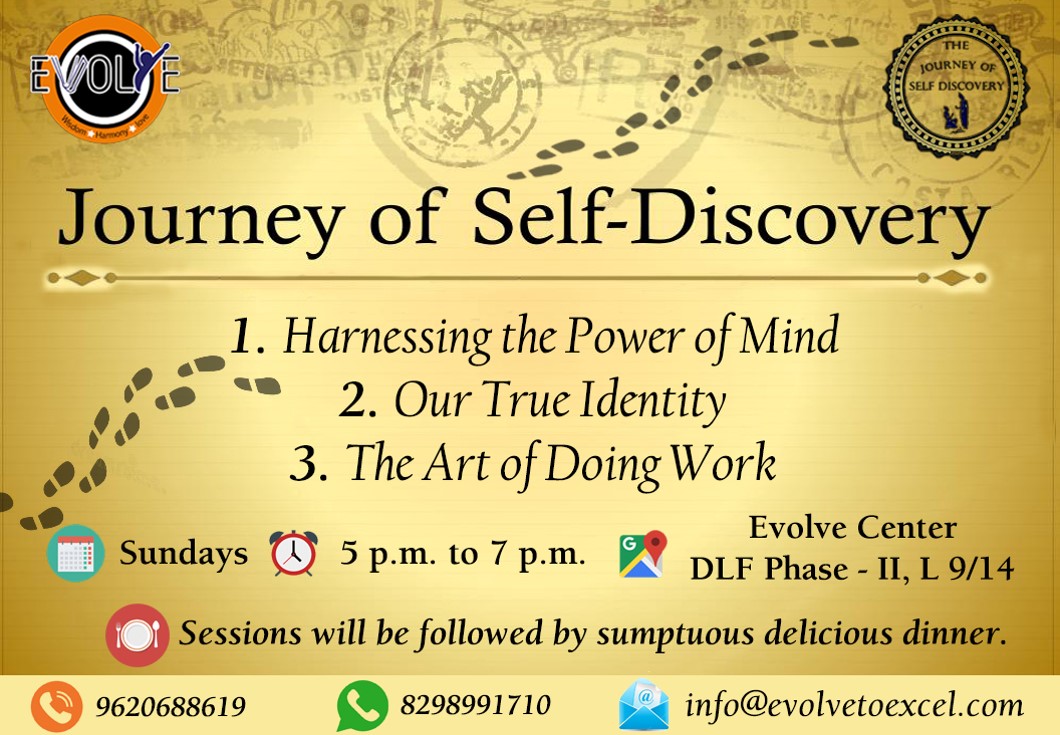 EVOLVE
Wisdom Harmony love
THE
JOURNEY OF
SELF DISCOVERY
Journey of Self-Discovery
1. Harnessing the Power of Mind
2. Our True Identity
3. The Art of Doing Work
Sundays
5 p.m. to 7 p.m.
Evolve Center
DLF Phase - II, L 9/14
Sessions will be followed by sumptuous delicious dinner.
9620688619
8298991710
info@evolvetoexcel.com